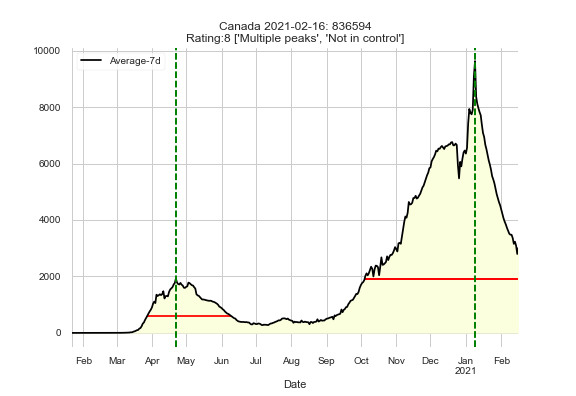 Canada 2021-02-16: 836594
Rating:8 ['Multiple peaks', 'Not in control']
10000
Average-7d
8000
6000
4000
2000
0
Feb Mar Apr May Jun Jul Aug Sep Oct Nov Dec Jan Feb
2021
Date